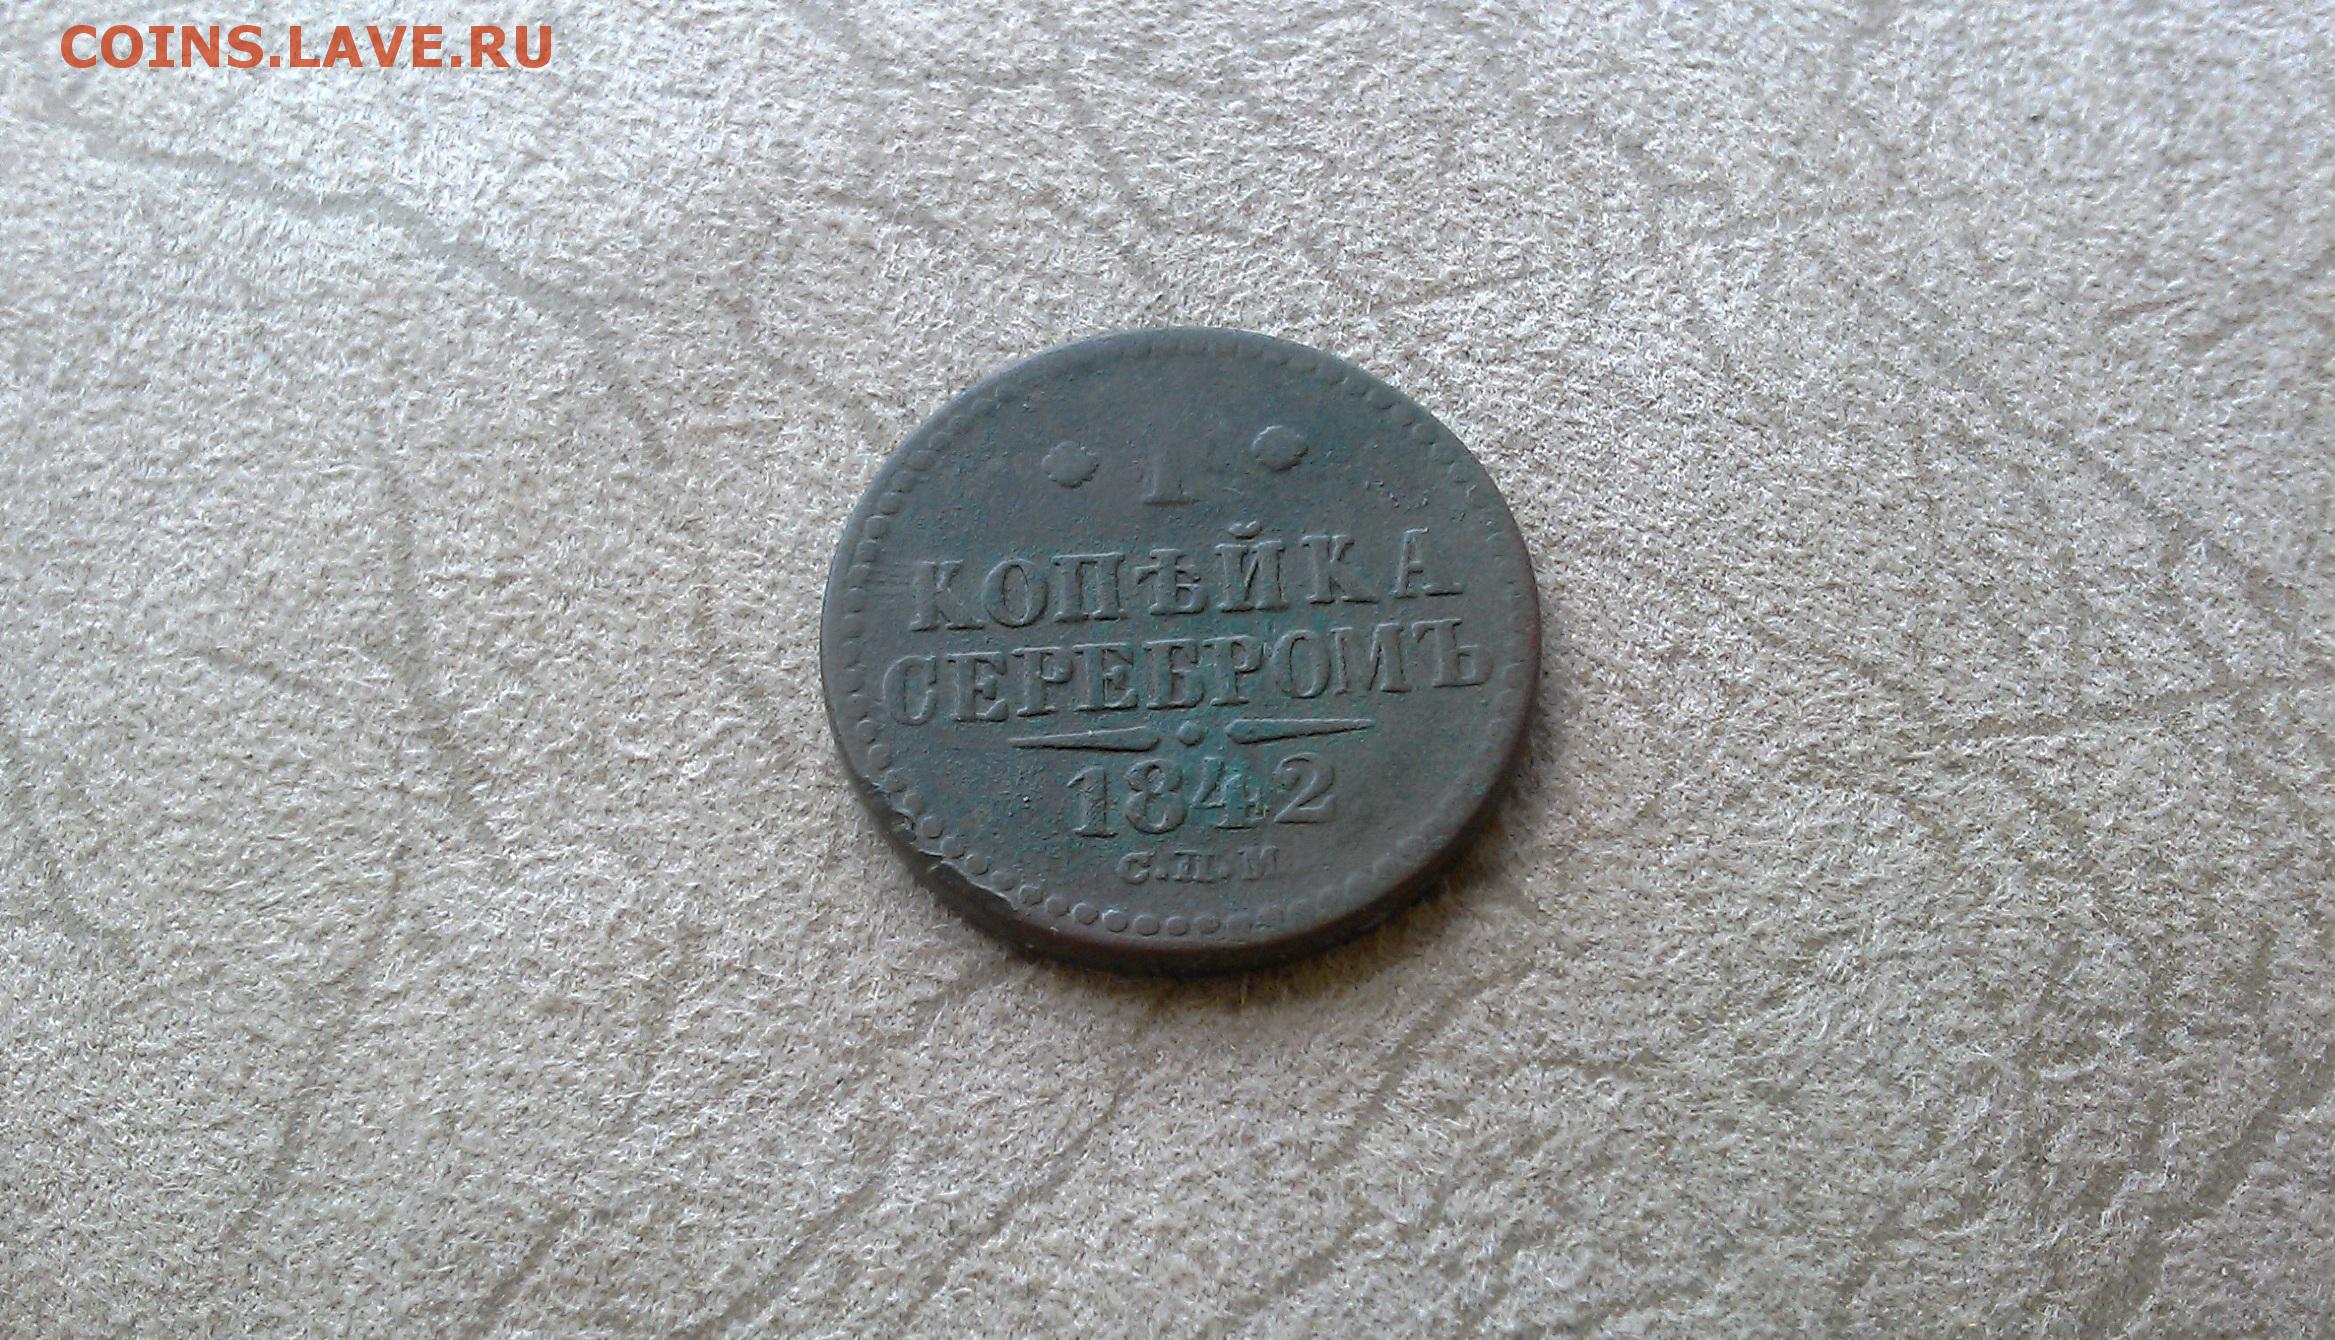 COINS.LAVE.RU
1
КОПѢЙКА
СЕРЕБРОМЪ
1842
С.П.М